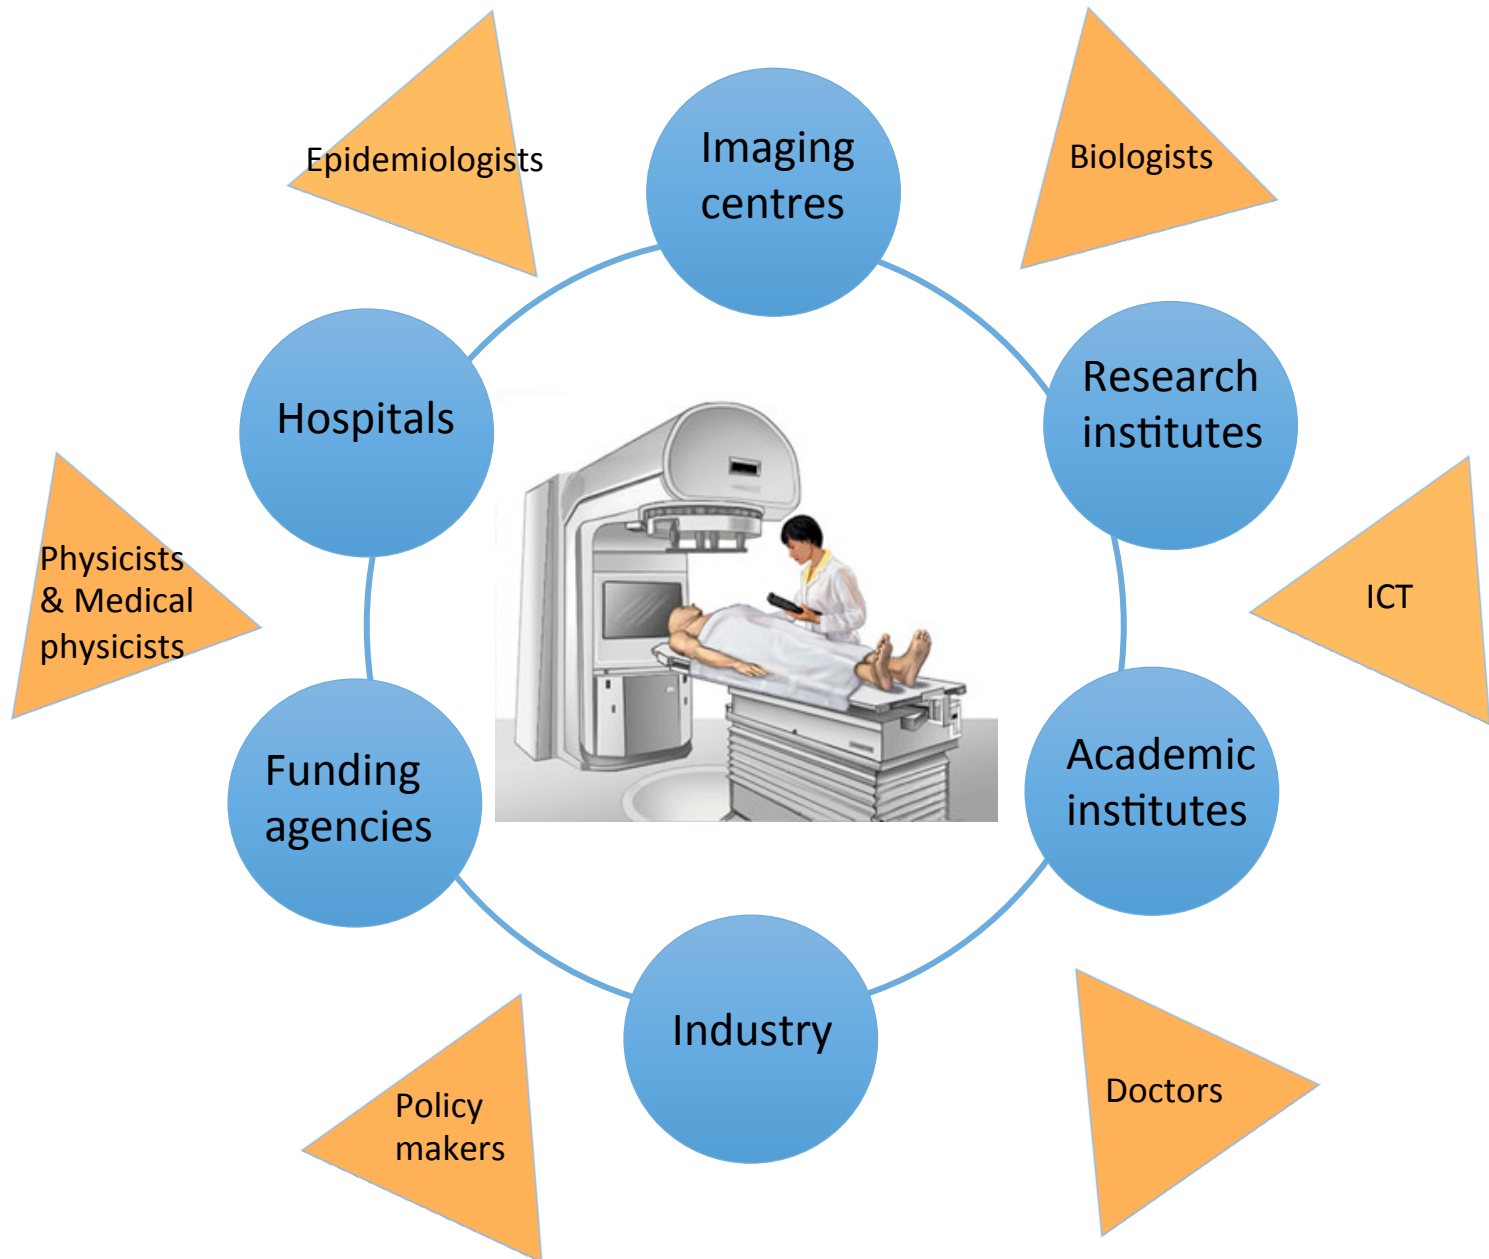 Epidemiologists
Imaging
centres
Biologists
Hospitals
Research
institutes
Physicists
& Medical
physicists
ICT
Funding
agencies
Academic
institutes
Industry
Policy
makers
Doctors